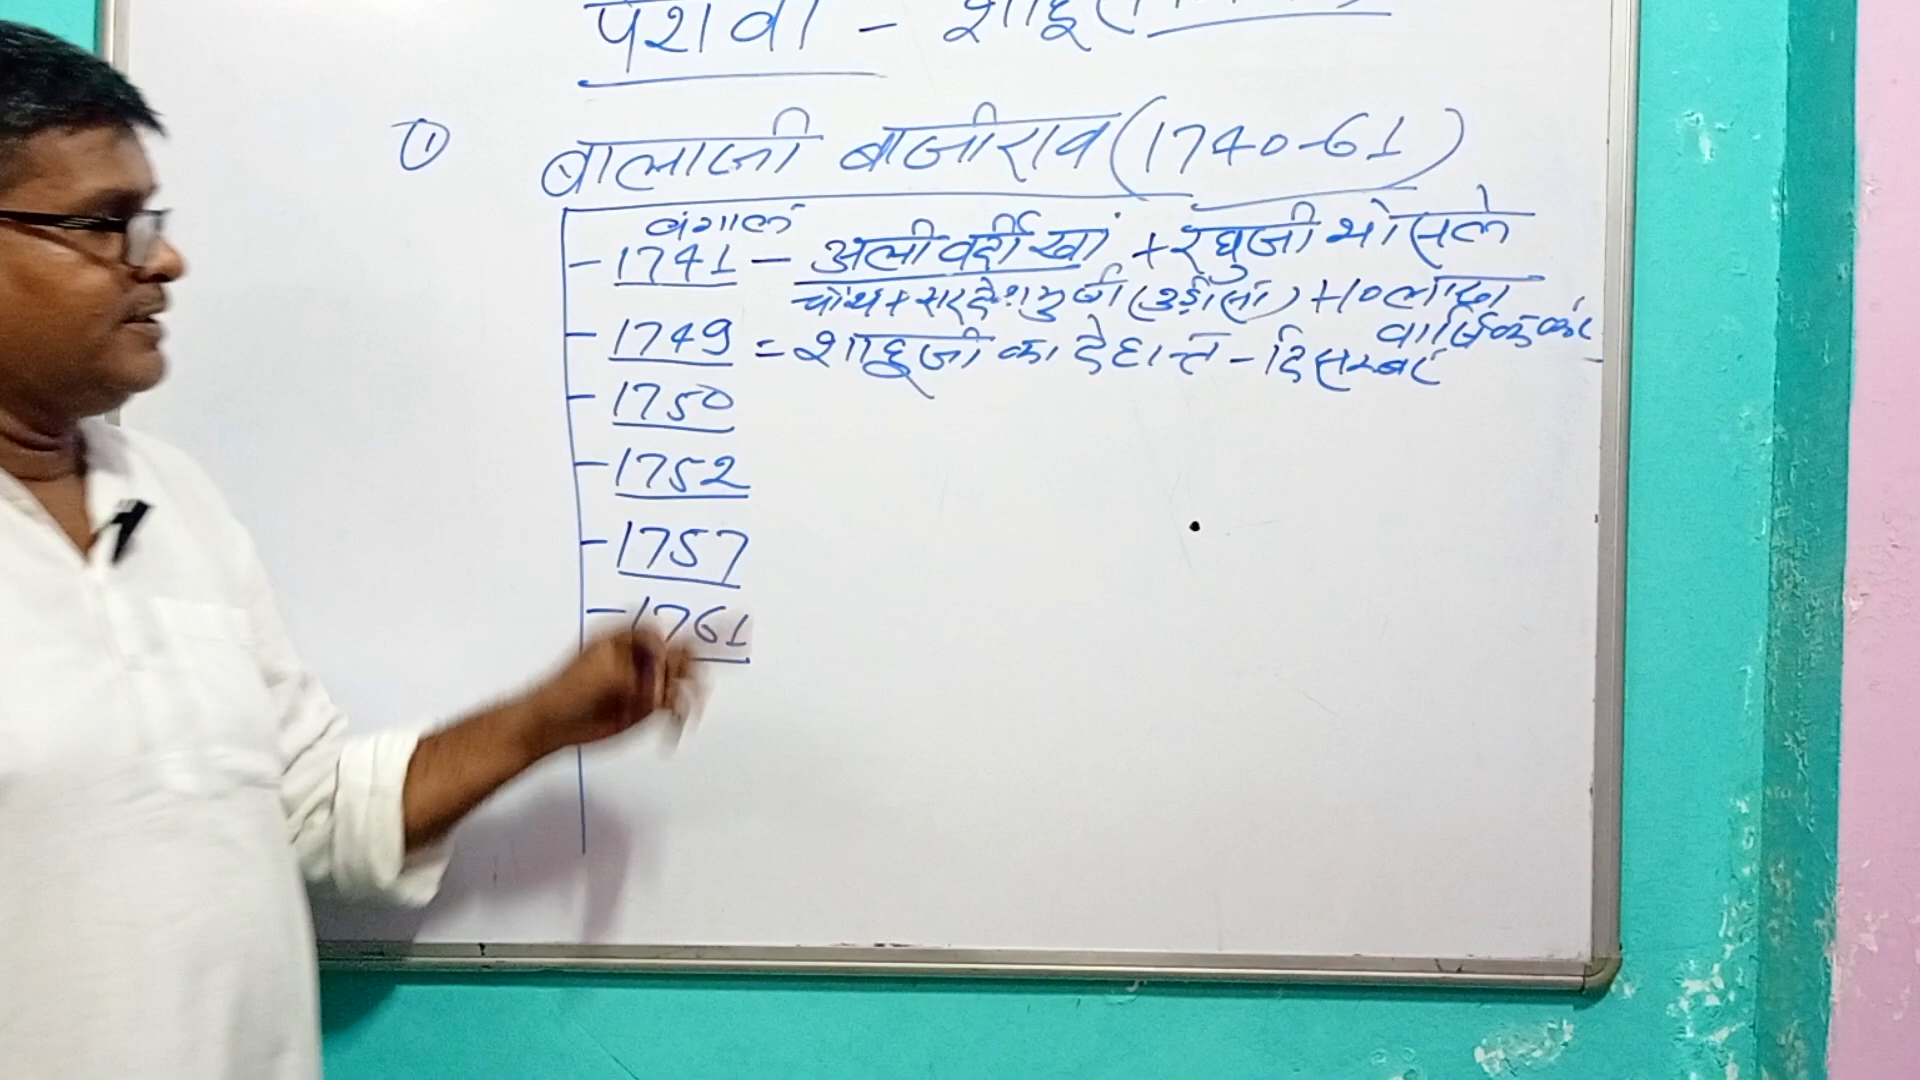 पेशवा - शाहू
① बालाजी बाजीराव (1740-61)
बंगाल
- 1741 - अलीवर्दी खां + रघुजी भोसले
चौथ + सरदेशमुखी (उड़ीसा) + 10 लाख
वार्षिक कर
- 1749 = शाहूजी का देहान्त - दिसम्बर
- 1750
- 1752
- 1757
- 1761